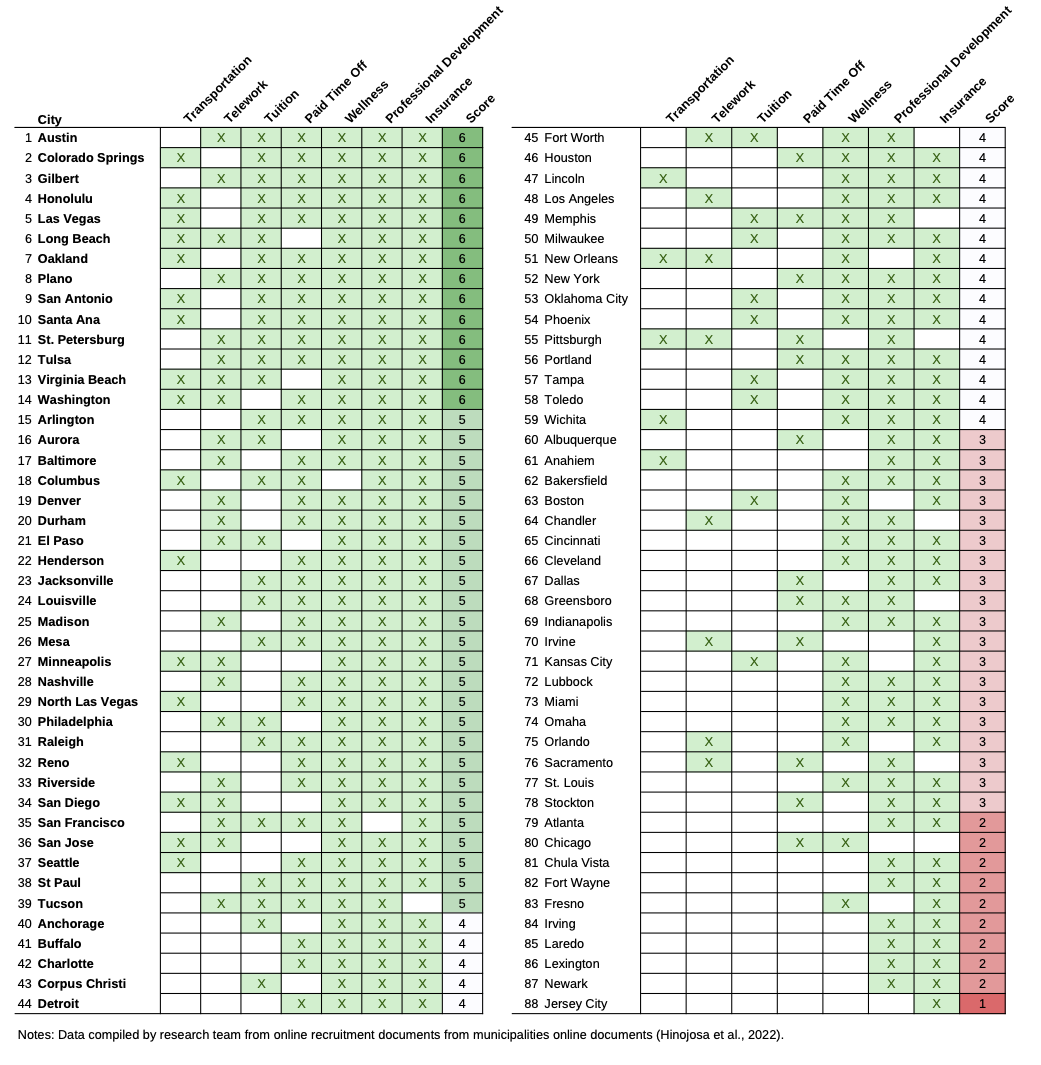 City Transportation Telework Tuition Paid Time Off Wellness Professional Development Insurance Score
1 Austin X X X X X X 6
2 Colorado Springs X X X X X X 6
3 Gilbert X X X X X X 6
4 Honolulu X X X X X X 6
5 Las Vegas X X X X X X 6
6 Long Beach X X X X X X 6
7 Oakland X X X X X X 6
8 Plano X X X X X X 6
9 San Antonio X X X X X X 6
10 Santa Ana X X X X X X 6
11 St. Petersburg X X X X X X 6
12 Tulsa X X X X X X 6
13 Virginia Beach X X X X X X 6
14 Washington X X X X X X 6
15 Arlington X X X X X 5
16 Aurora X X X X X 5
17 Baltimore X X X X X 5
18 Columbus X X X X X 5
19 Denver X X X X X 5
20 Durham X X X X X 5
21 El Paso X X X X X 5
22 Henderson X X X X X 5
23 Jacksonville X X X X X 5
24 Louisville X X X X X 5
25 Madison X X X X X 5
26 Mesa X X X X X 5
27 Minneapolis X X X X X 5
28 Nashville X X X X X 5
29 North Las Vegas X X X X X 5
30 Philadelphia X X X X X 5
31 Raleigh X X X X X 5
32 Reno X X X X X 5
33 Riverside X X X X X 5
34 San Diego X X X X X 5
35 San Francisco X X X X X 5
36 San Jose X X X X X 5
37 Seattle X X X X X 5
38 St Paul X X X X X 5
39 Tucson X X X X X 5
40 Anchorage X X X X 4
41 Buffalo X X X X 4
42 Charlotte X X X X 4
43 Corpus Christi X X X X 4
44 Detroit X X X X 4
Transportation Telework Tuition Paid Time Off Wellness Professional Development Insurance Score
45 Fort Worth X X X X 4
46 Houston X X X X 4
47 Lincoln X X X X 4
48 Los Angeles X X X X 4
49 Memphis X X X X 4
50 Milwaukee X X X X 4
51 New Orleans X X X X 4
52 New York X X X X 4
53 Oklahoma City X X X X 4
54 Phoenix X X X X 4
55 Pittsburgh X X X X 4
56 Portland X X X X 4
57 Tampa X X X X 4
58 Toledo X X X X 4
59 Wichita X X X X 4
60 Albuquerque X X X 3
61 Anahiem X X X 3
62 Bakersfield X X X 3
63 Boston X X X 3
64 Chandler X X X 3
65 Cincinnati X X X 3
66 Cleveland X X X 3
67 Dallas X X X 3
68 Greensboro X X X 3
69 Indianapolis X X X 3
70 Irvine X X X 3
71 Kansas City X X X 3
72 Lubbock X X X 3
73 Miami X X X 3
74 Omaha X X X 3
75 Orlando X X X 3
76 Sacramento X X X 3
77 St. Louis X X X 3
78 Stockton X X X 3
79 Atlanta X X 2
80 Chicago X X 2
81 Chula Vista X X 2
82 Fort Wayne X X 2
83 Fresno X X 2
84 Irving X X 2
85 Laredo X X 2
86 Lexington X X 2
87 Newark X X 2
88 Jersey City X 1
Notes: Data compiled by research team from online recruitment documents from municipalities online documents (Hinojosa et al., 2022).